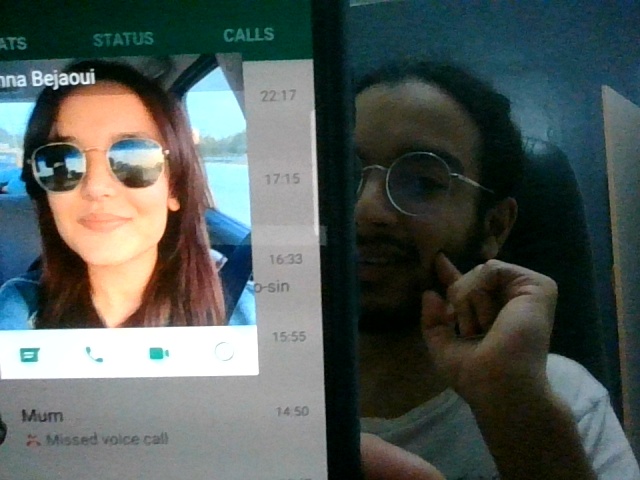 ATS STATUS CALLS
nna Bejaoui
22:17
17:15
16:33
o-sin
15:55
Mum 14:50
Missed voice call